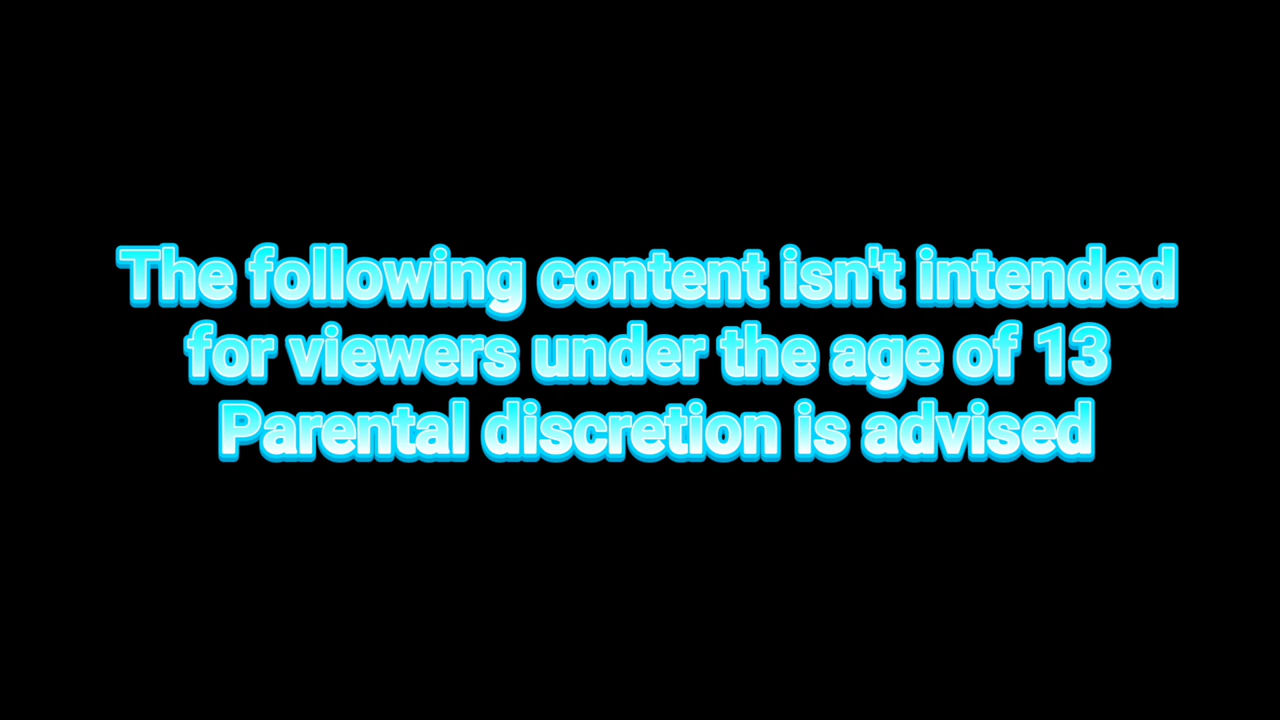 The following content isn't intended
for viewers under the age of 13
Parental discretion is advised